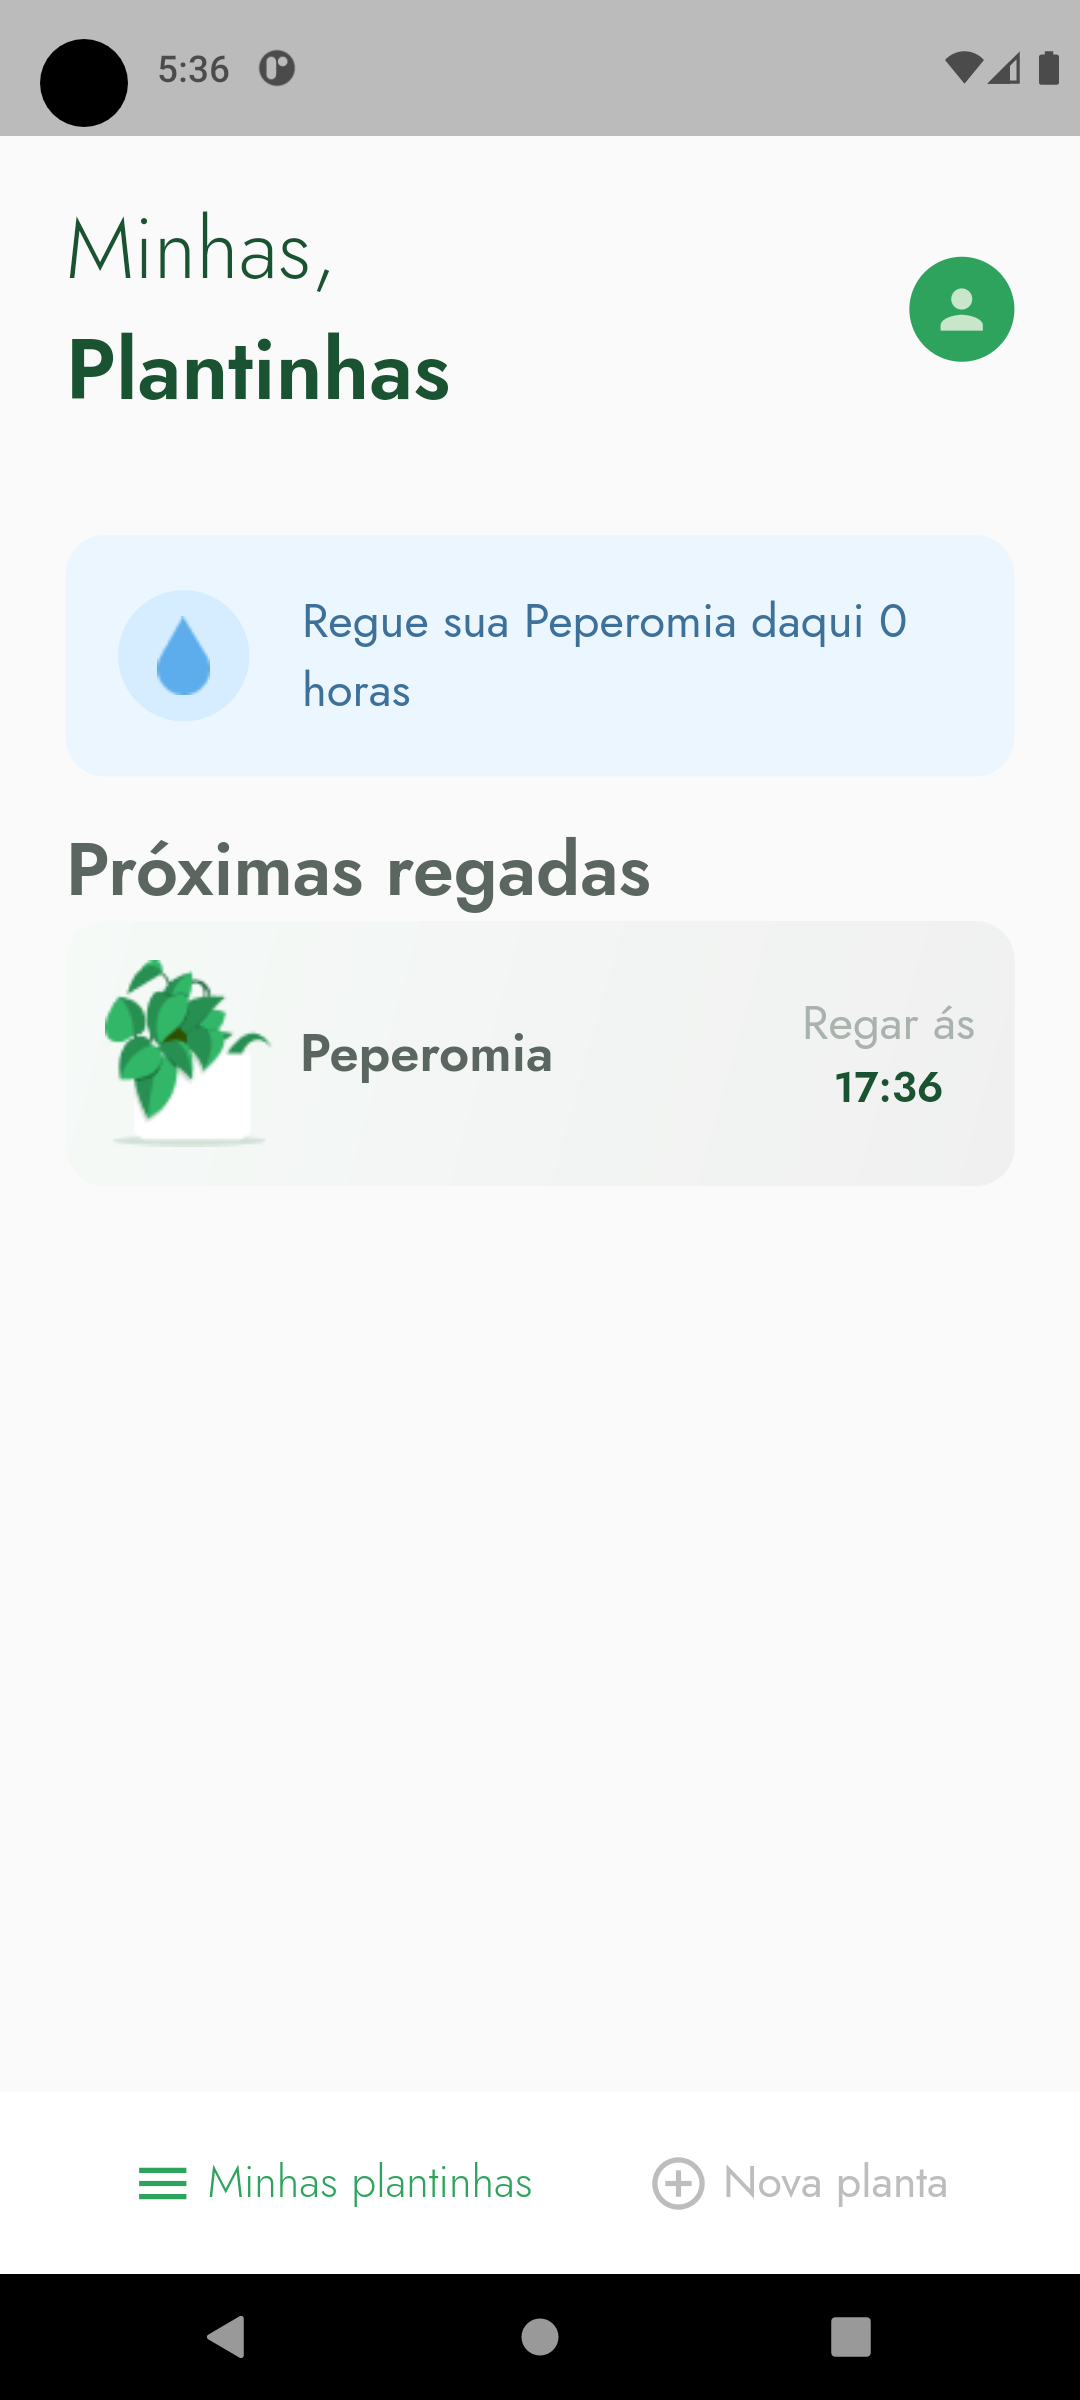 5:36
Minhas,
Plantinhas
Regue sua Peperomia daqui 0
horas
Próximas regadas
Peperomia
Regar ás
17:36
Minhas plantinhas
Nova planta